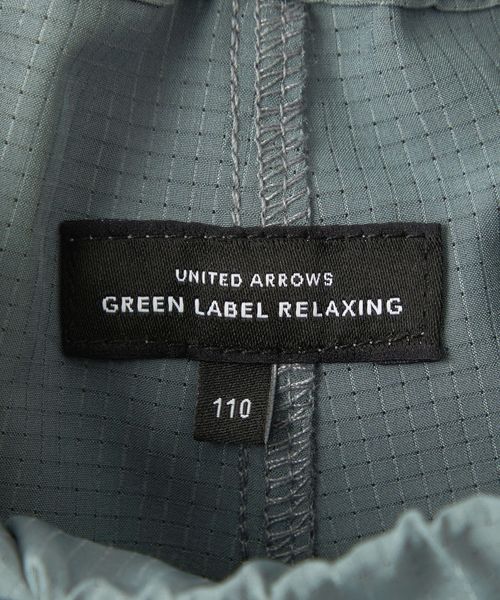 UNITED ARROWS
GREEN LABEL RELAXING
110